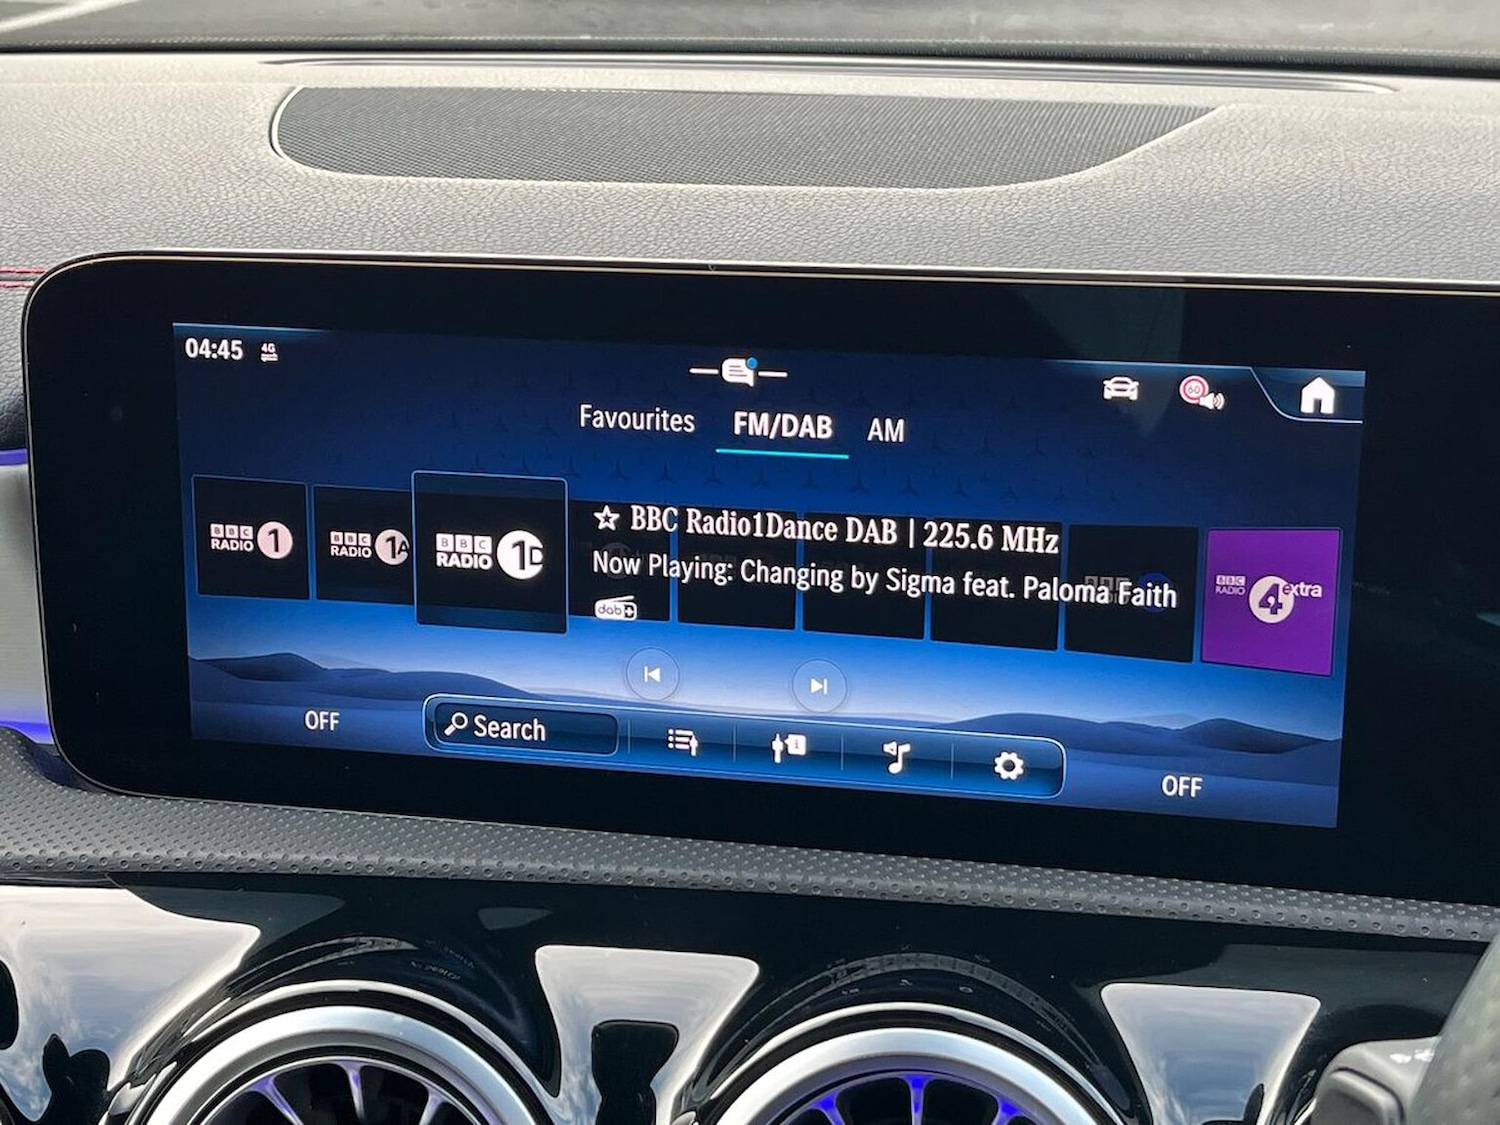 04:45 4G
60
Favourites FM/DAB AM
BBC RADIO 1
BBC RADIO 1A
BBC RADIO 1D
☆ BBC Radio1Dance DAB | 225.6 MHz
Now Playing: Changing by Sigma feat. Paloma Faith
dab+
BBC RADIO 4 extra
OFF
Search
OFF